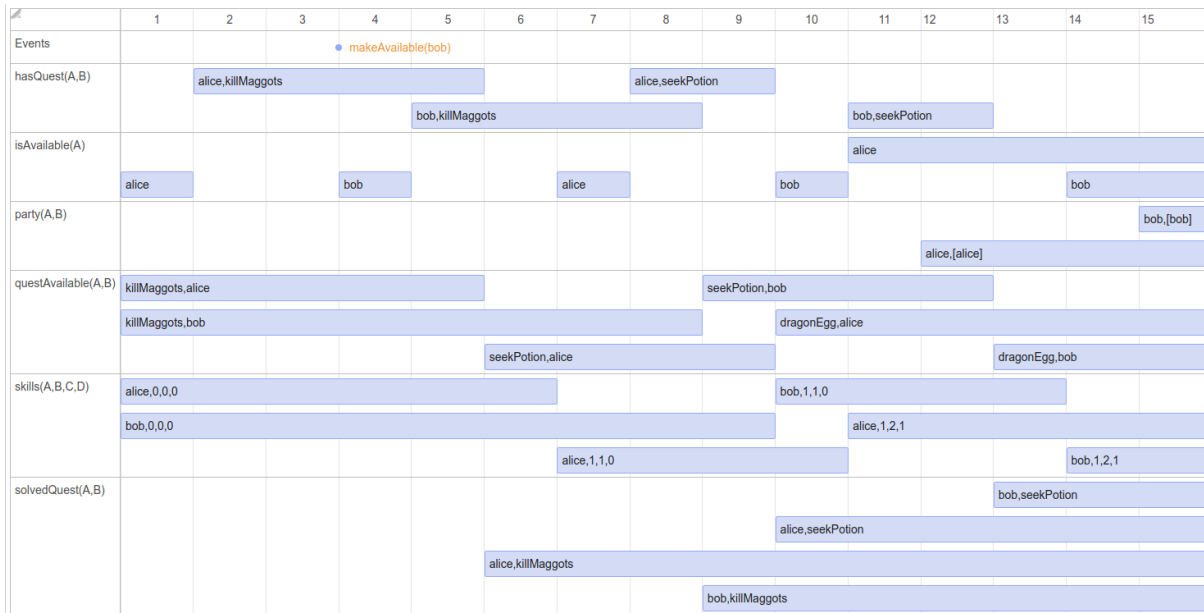 1 2 3 4 5 6 7 8 9 10 11 12 13 14 15
Events
makeAvailable(bob)
hasQuest(A,B)
alice,killMaggots
alice,seekPotion
bob,killMaggots
bob,seekPotion
isAvailable(A)
alice
alice
bob
alice
bob
bob
party(A,B)
bob,[bob]
alice,[alice]
questAvailable(A,B)
killMaggots,alice
seekPotion,bob
killMaggots,bob
dragonEgg,alice
seekPotion,alice
dragonEgg,bob
skills(A,B,C,D)
alice,0,0,0
bob,1,1,0
bob,0,0,0
alice,1,2,1
alice,1,1,0
bob,1,2,1
solvedQuest(A,B)
bob,seekPotion
alice,seekPotion
alice,killMaggots
bob,killMaggots